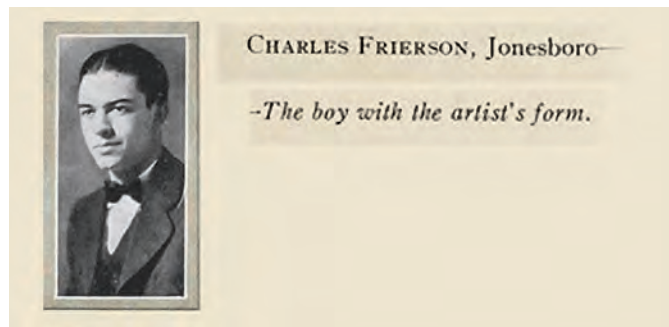 CHARLES FRIERSON, Jonesboro—
-The boy with the artist's form.